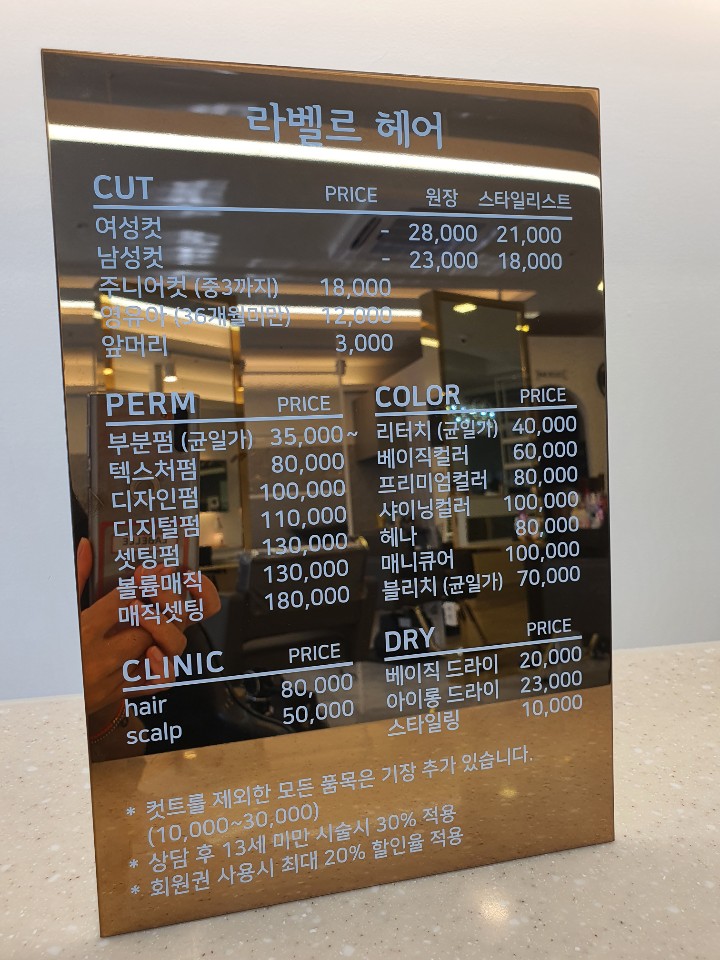 라벨르 헤어
CUT PRICE 원장 스타일리스트
여성컷 - 28,000 21,000
남성컷 - 23,000 18,000
주니어컷 (중3까지) 18,000
영유아 (36개월미만) 12,000
앞머리 3,000
PERM PRICE
부분펌 (균일가) 35,000~
텍스처펌 80,000
디자인펌 100,000
디지털펌 110,000
셋팅펌 130,000
볼륨매직 130,000
매직셋팅 180,000
COLOR PRICE
리터치 (균일가) 40,000
베이직컬러 60,000
프리미엄컬러 80,000
샤이닝컬러 100,000
헤나 80,000
매니큐어 100,000
블리치 (균일가) 70,000
CLINIC PRICE
hair 80,000
scalp 50,000
DRY PRICE
베이직 드라이 20,000
아이롱 드라이 23,000
스타일링 10,000
* 컷트를 제외한 모든 품목은 기장 추가 있습니다.
(10,000~30,000)
* 상담 후 13세 미만 시술시 30% 적용
* 회원권 사용시 최대 20% 할인율 적용